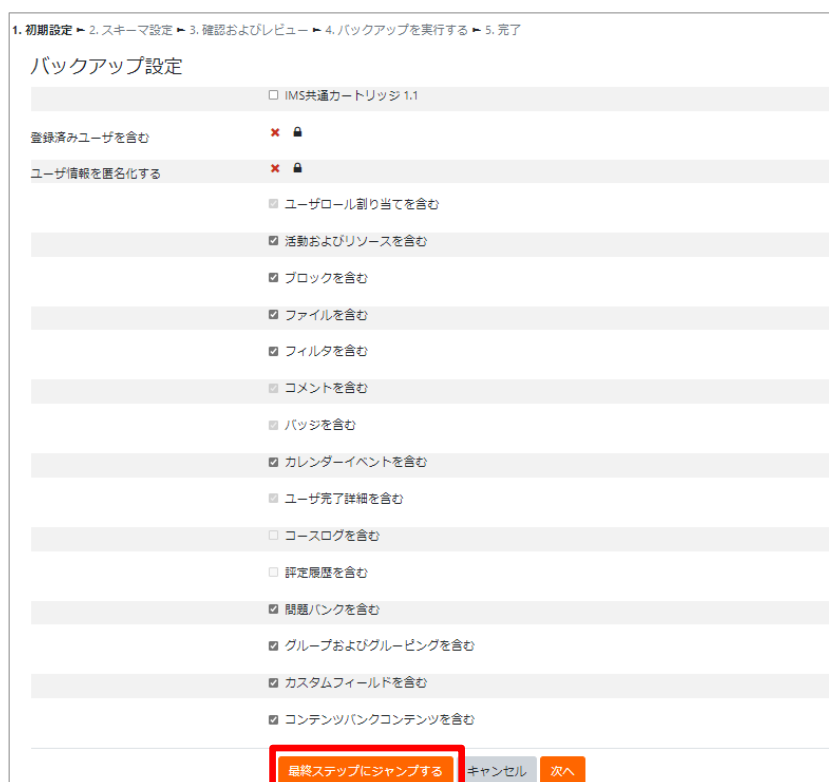 1. 初期設定 ► 2. スキーマ設定 ► 3. 確認およびレビュー ► 4. バックアップを実行する ► 5. 完了
バックアップ設定
IMS共通カートリッジ 1.1
登録済みユーザを含む
ユーザ情報を匿名化する
ユーザロール割り当てを含む
活動およびリソースを含む
ブロックを含む
ファイルを含む
フィルタを含む
コメントを含む
バッジを含む
カレンダーイベントを含む
ユーザ完了詳細を含む
コースログを含む
評定履歴を含む
問題バンクを含む
グループおよびグルーピングを含む
カスタムフィールドを含む
コンテンツバンクコンテンツを含む
最終ステップにジャンプする キャンセル 次へ